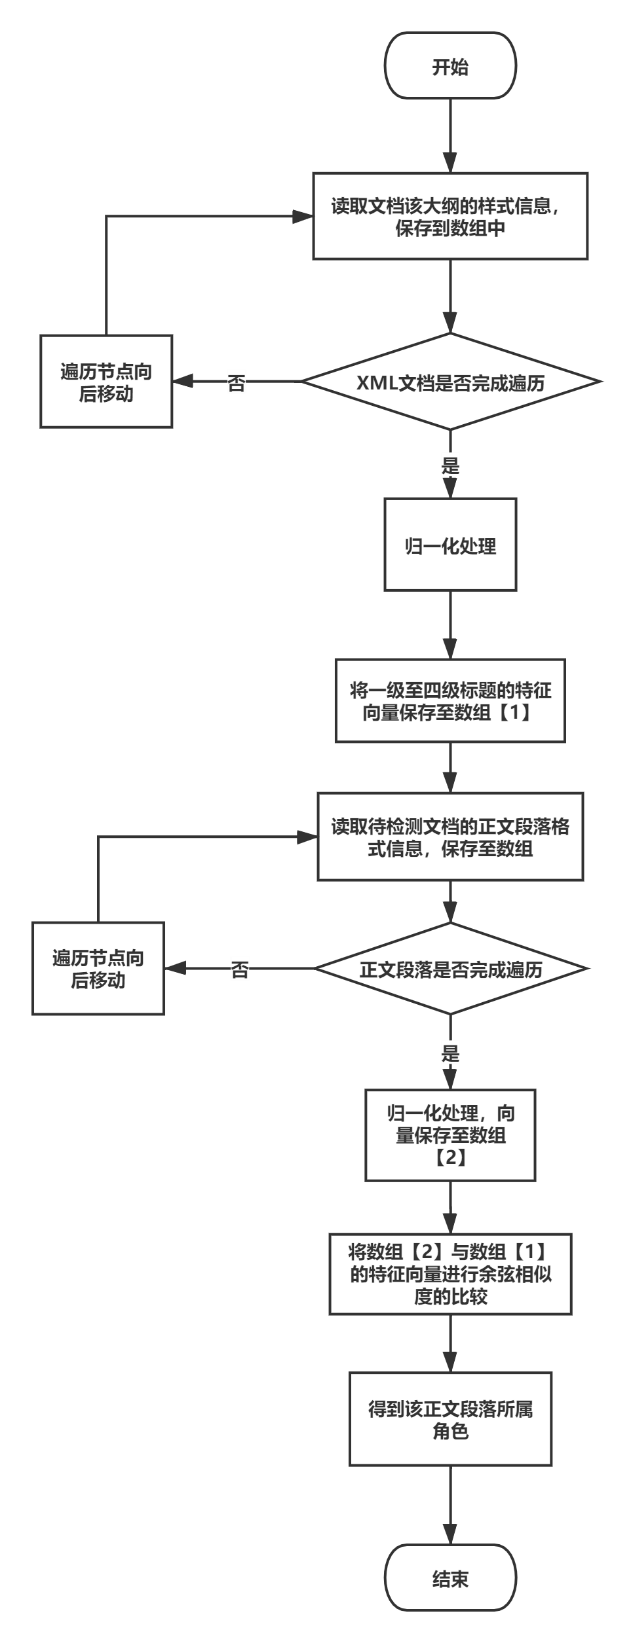 开始
读取文档该大纲的样式信息，
保存到数组中
遍历节点向
后移动
否
XML文档是否完成遍历
是
归一化处理
将一级至四级标题的特征
向量保存至数组【1】
读取待检测文档的正文段落格
式信息，保存至数组
遍历节点向
后移动
否
正文段落是否完成遍历
是
归一化处理，向
量保存至数组
【2】
将数组【2】与数组【1】
的特征向量进行余弦相似
度的比较
得到该正文段落所属
角色
结束